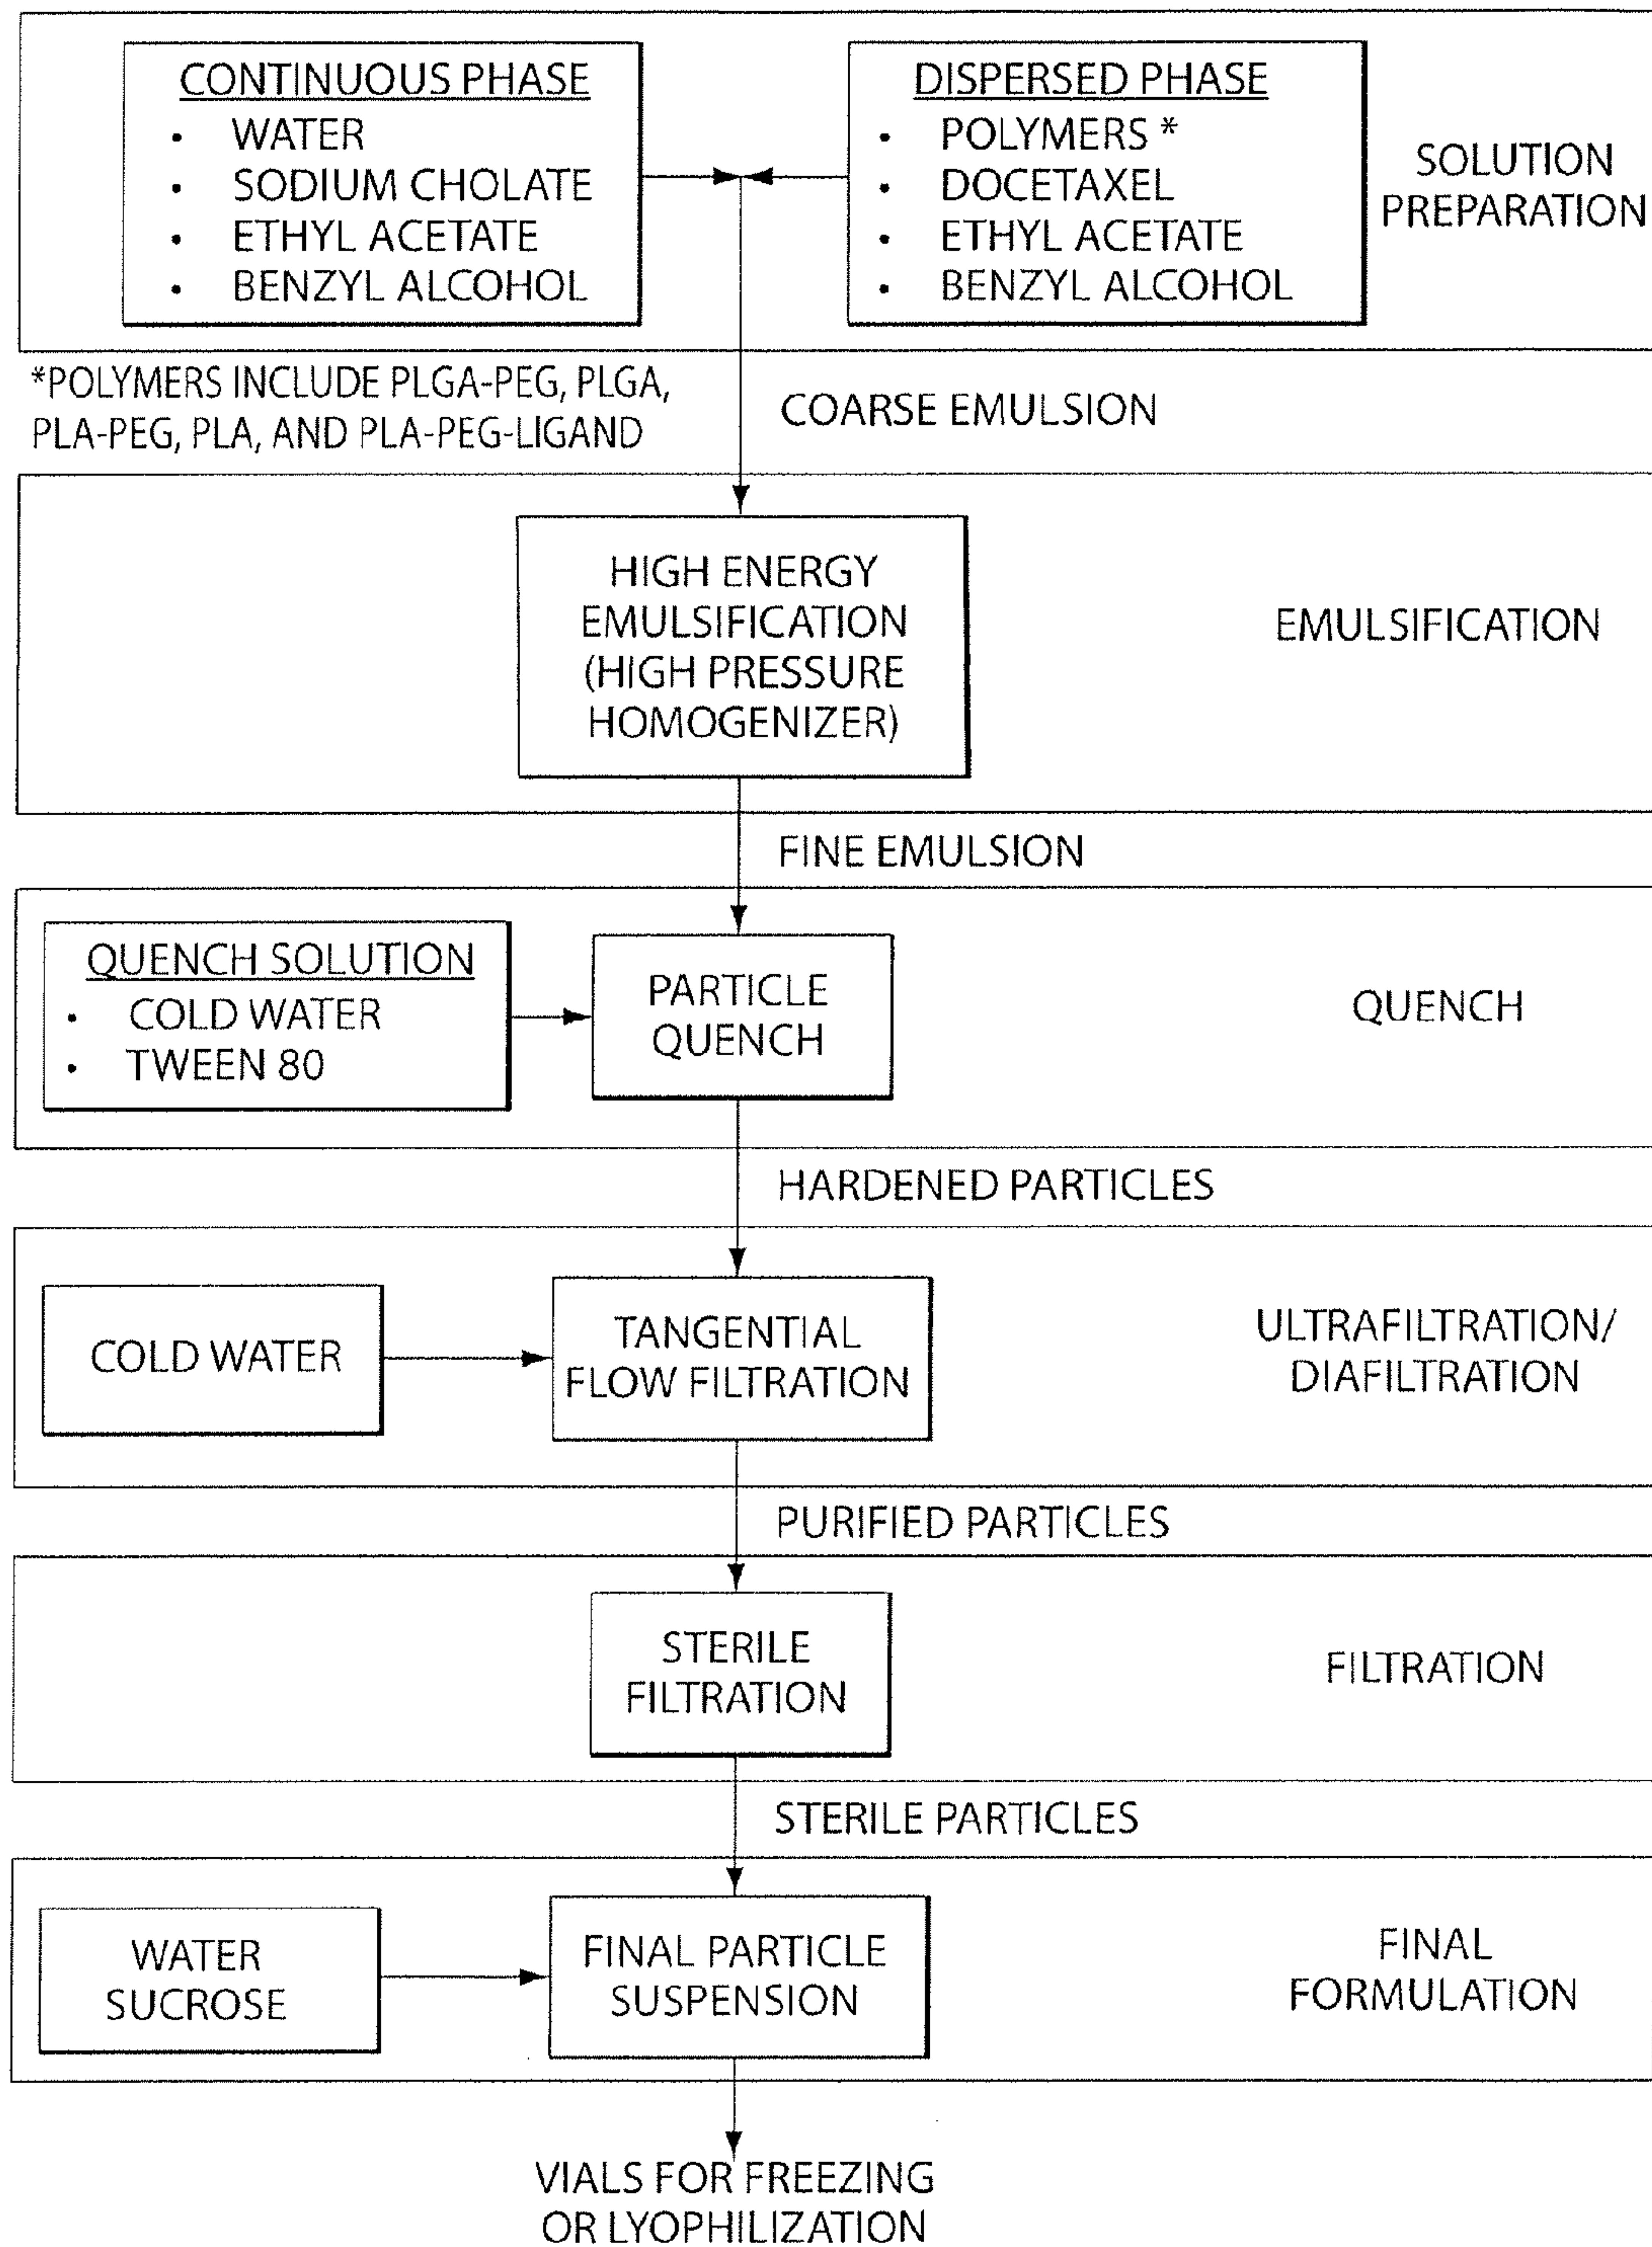 CONTINUOUS PHASE
• WATER
• SODIUM CHOLATE
• ETHYL ACETATE
• BENZYL ALCOHOL
DISPERSED PHASE
• POLYMERS *
• DOCETAXEL
• ETHYL ACETATE
• BENZYL ALCOHOL
SOLUTION
PREPARATION
*POLYMERS INCLUDE PLGA-PEG, PLGA,
PLA-PEG, PLA, AND PLA-PEG-LIGAND
COARSE EMULSION
HIGH ENERGY
EMULSIFICATION
(HIGH PRESSURE
HOMOGENIZER)
EMULSIFICATION
FINE EMULSION
QUENCH SOLUTION
• COLD WATER
• TWEEN 80
PARTICLE
QUENCH
QUENCH
HARDENED PARTICLES
COLD WATER
TANGENTIAL
FLOW FILTRATION
ULTRAFILTRATION/
DIAFILTRATION
PURIFIED PARTICLES
STERILE
FILTRATION
FILTRATION
STERILE PARTICLES
WATER
SUCROSE
FINAL PARTICLE
SUSPENSION
FINAL
FORMULATION
VIALS FOR FREEZING
OR LYOPHILIZATION